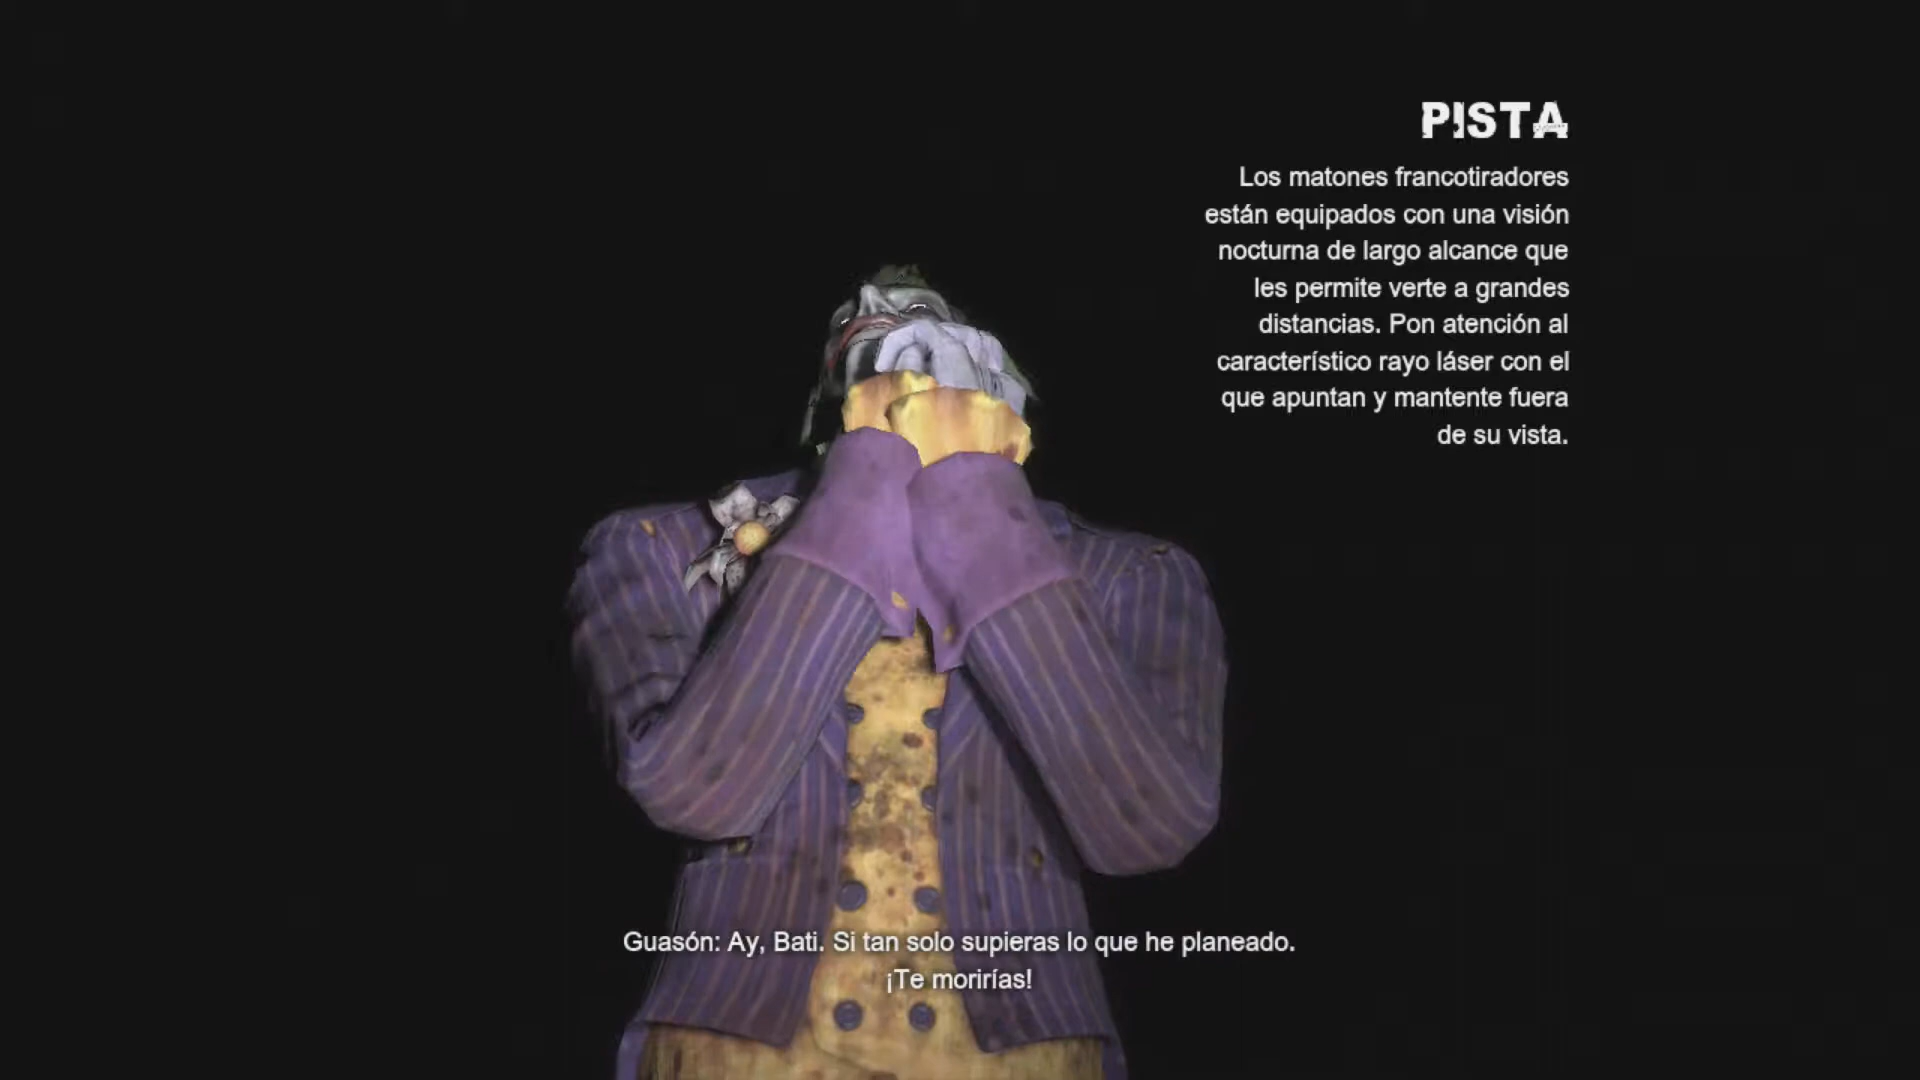 PISTA
Los matones francotiradores
están equipados con una visión
nocturna de largo alcance que
les permite verte a grandes
distancias. Pon atención al
característico rayo láser con el
que apuntan y mantente fuera
de su vista.
Guasón: Ay, Bati. Si tan solo supieras lo que he planeado.
¡Te morirías!